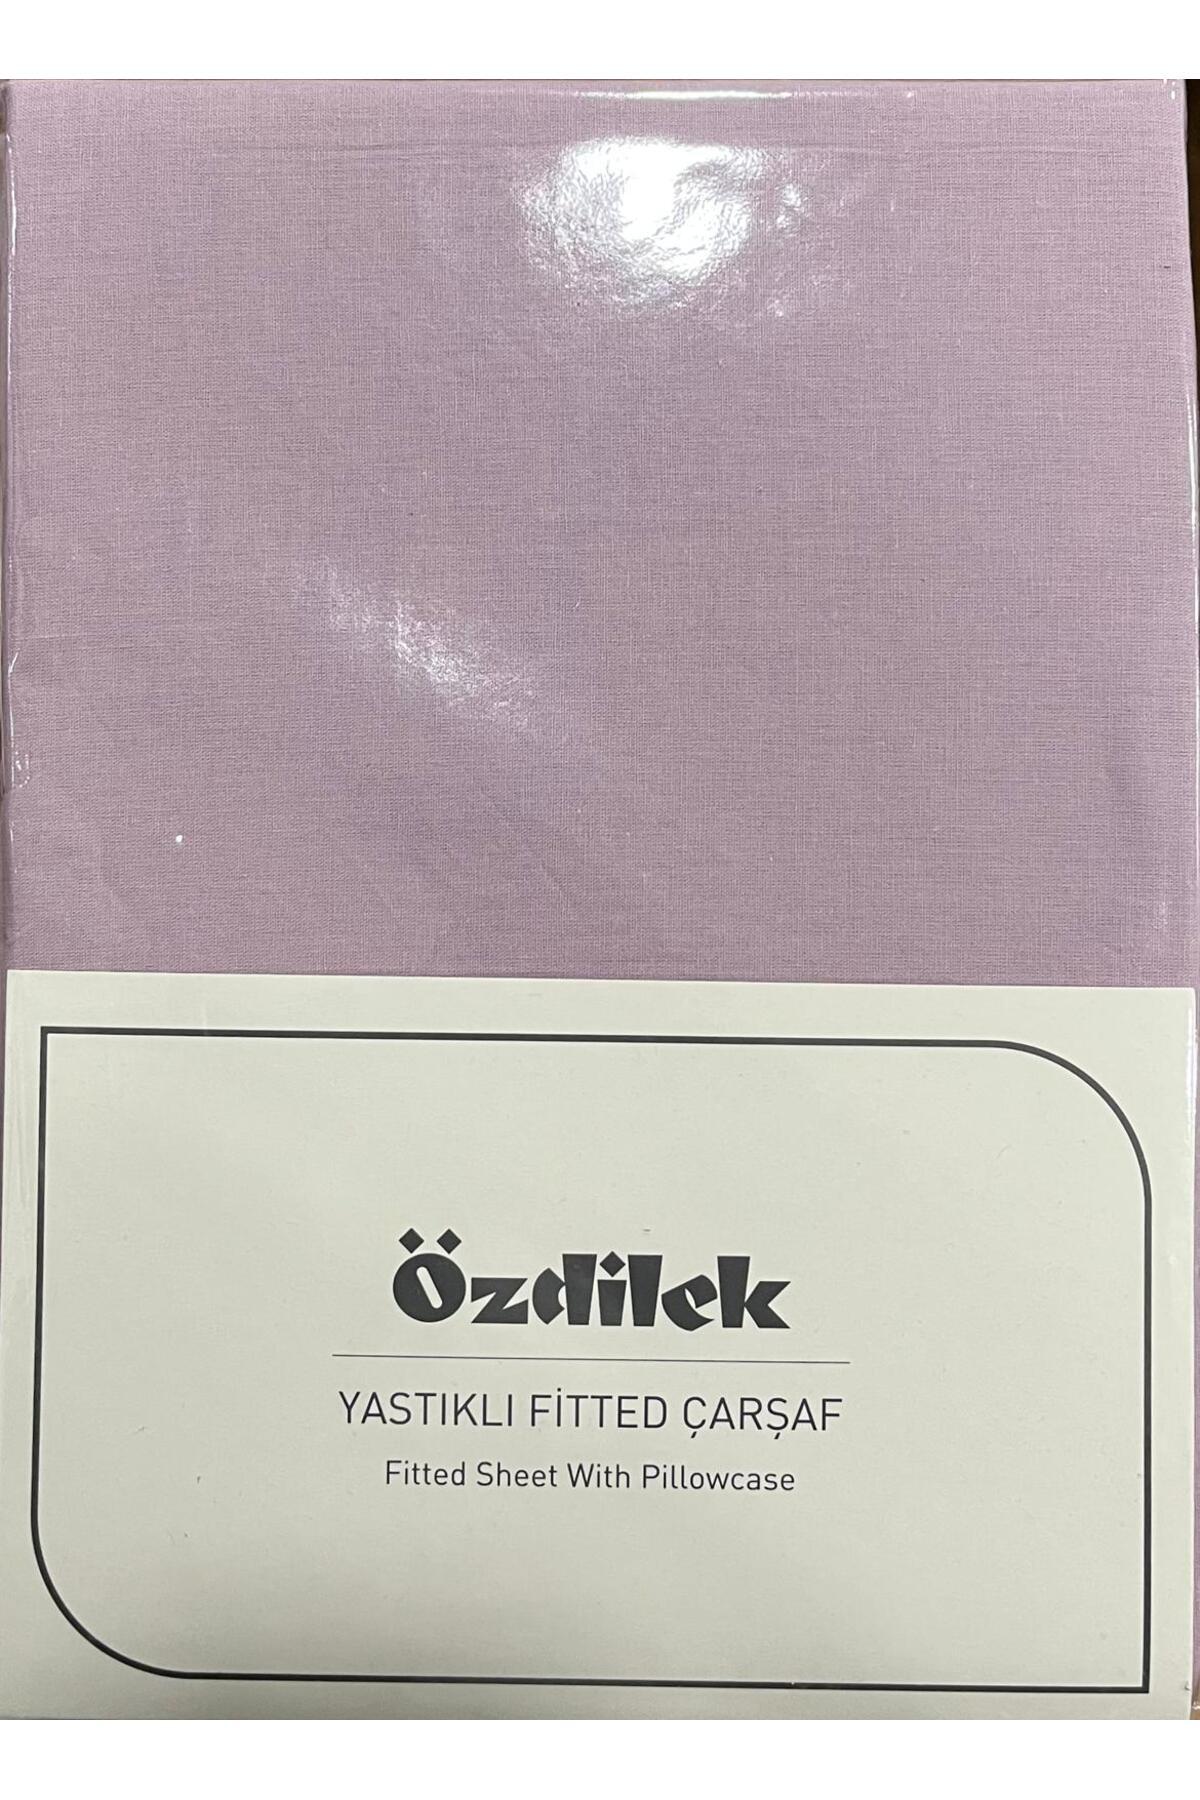 Özdilek
YASTIKLI FİTTED ÇARŞAF
Fitted Sheet With Pillowcase